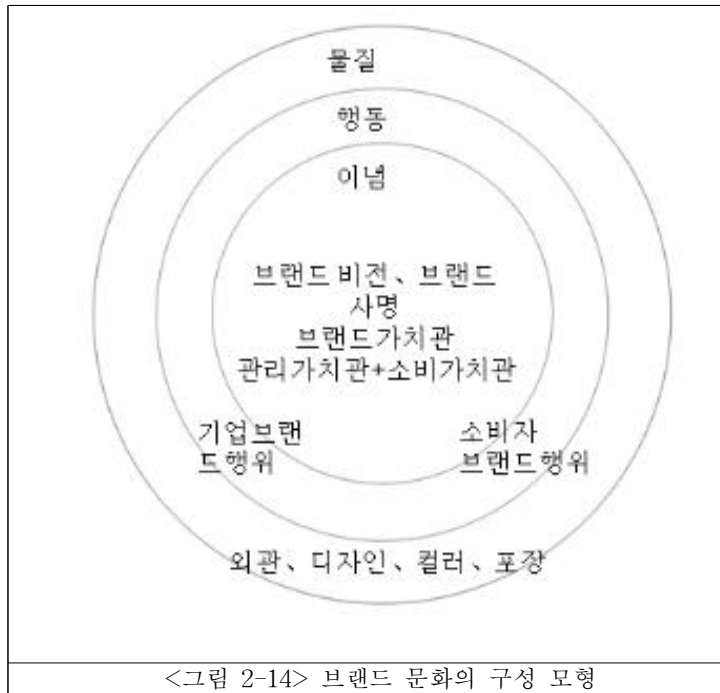 물질
행동
이념
브랜드 비전、브랜드
사명
브랜드가치관
관리가치관+소비가치관
기업브랜
드행위
소비자
브랜드행위
외관、디자인、컬러、포장
<그림 2-14> 브랜드 문화의 구성 모형